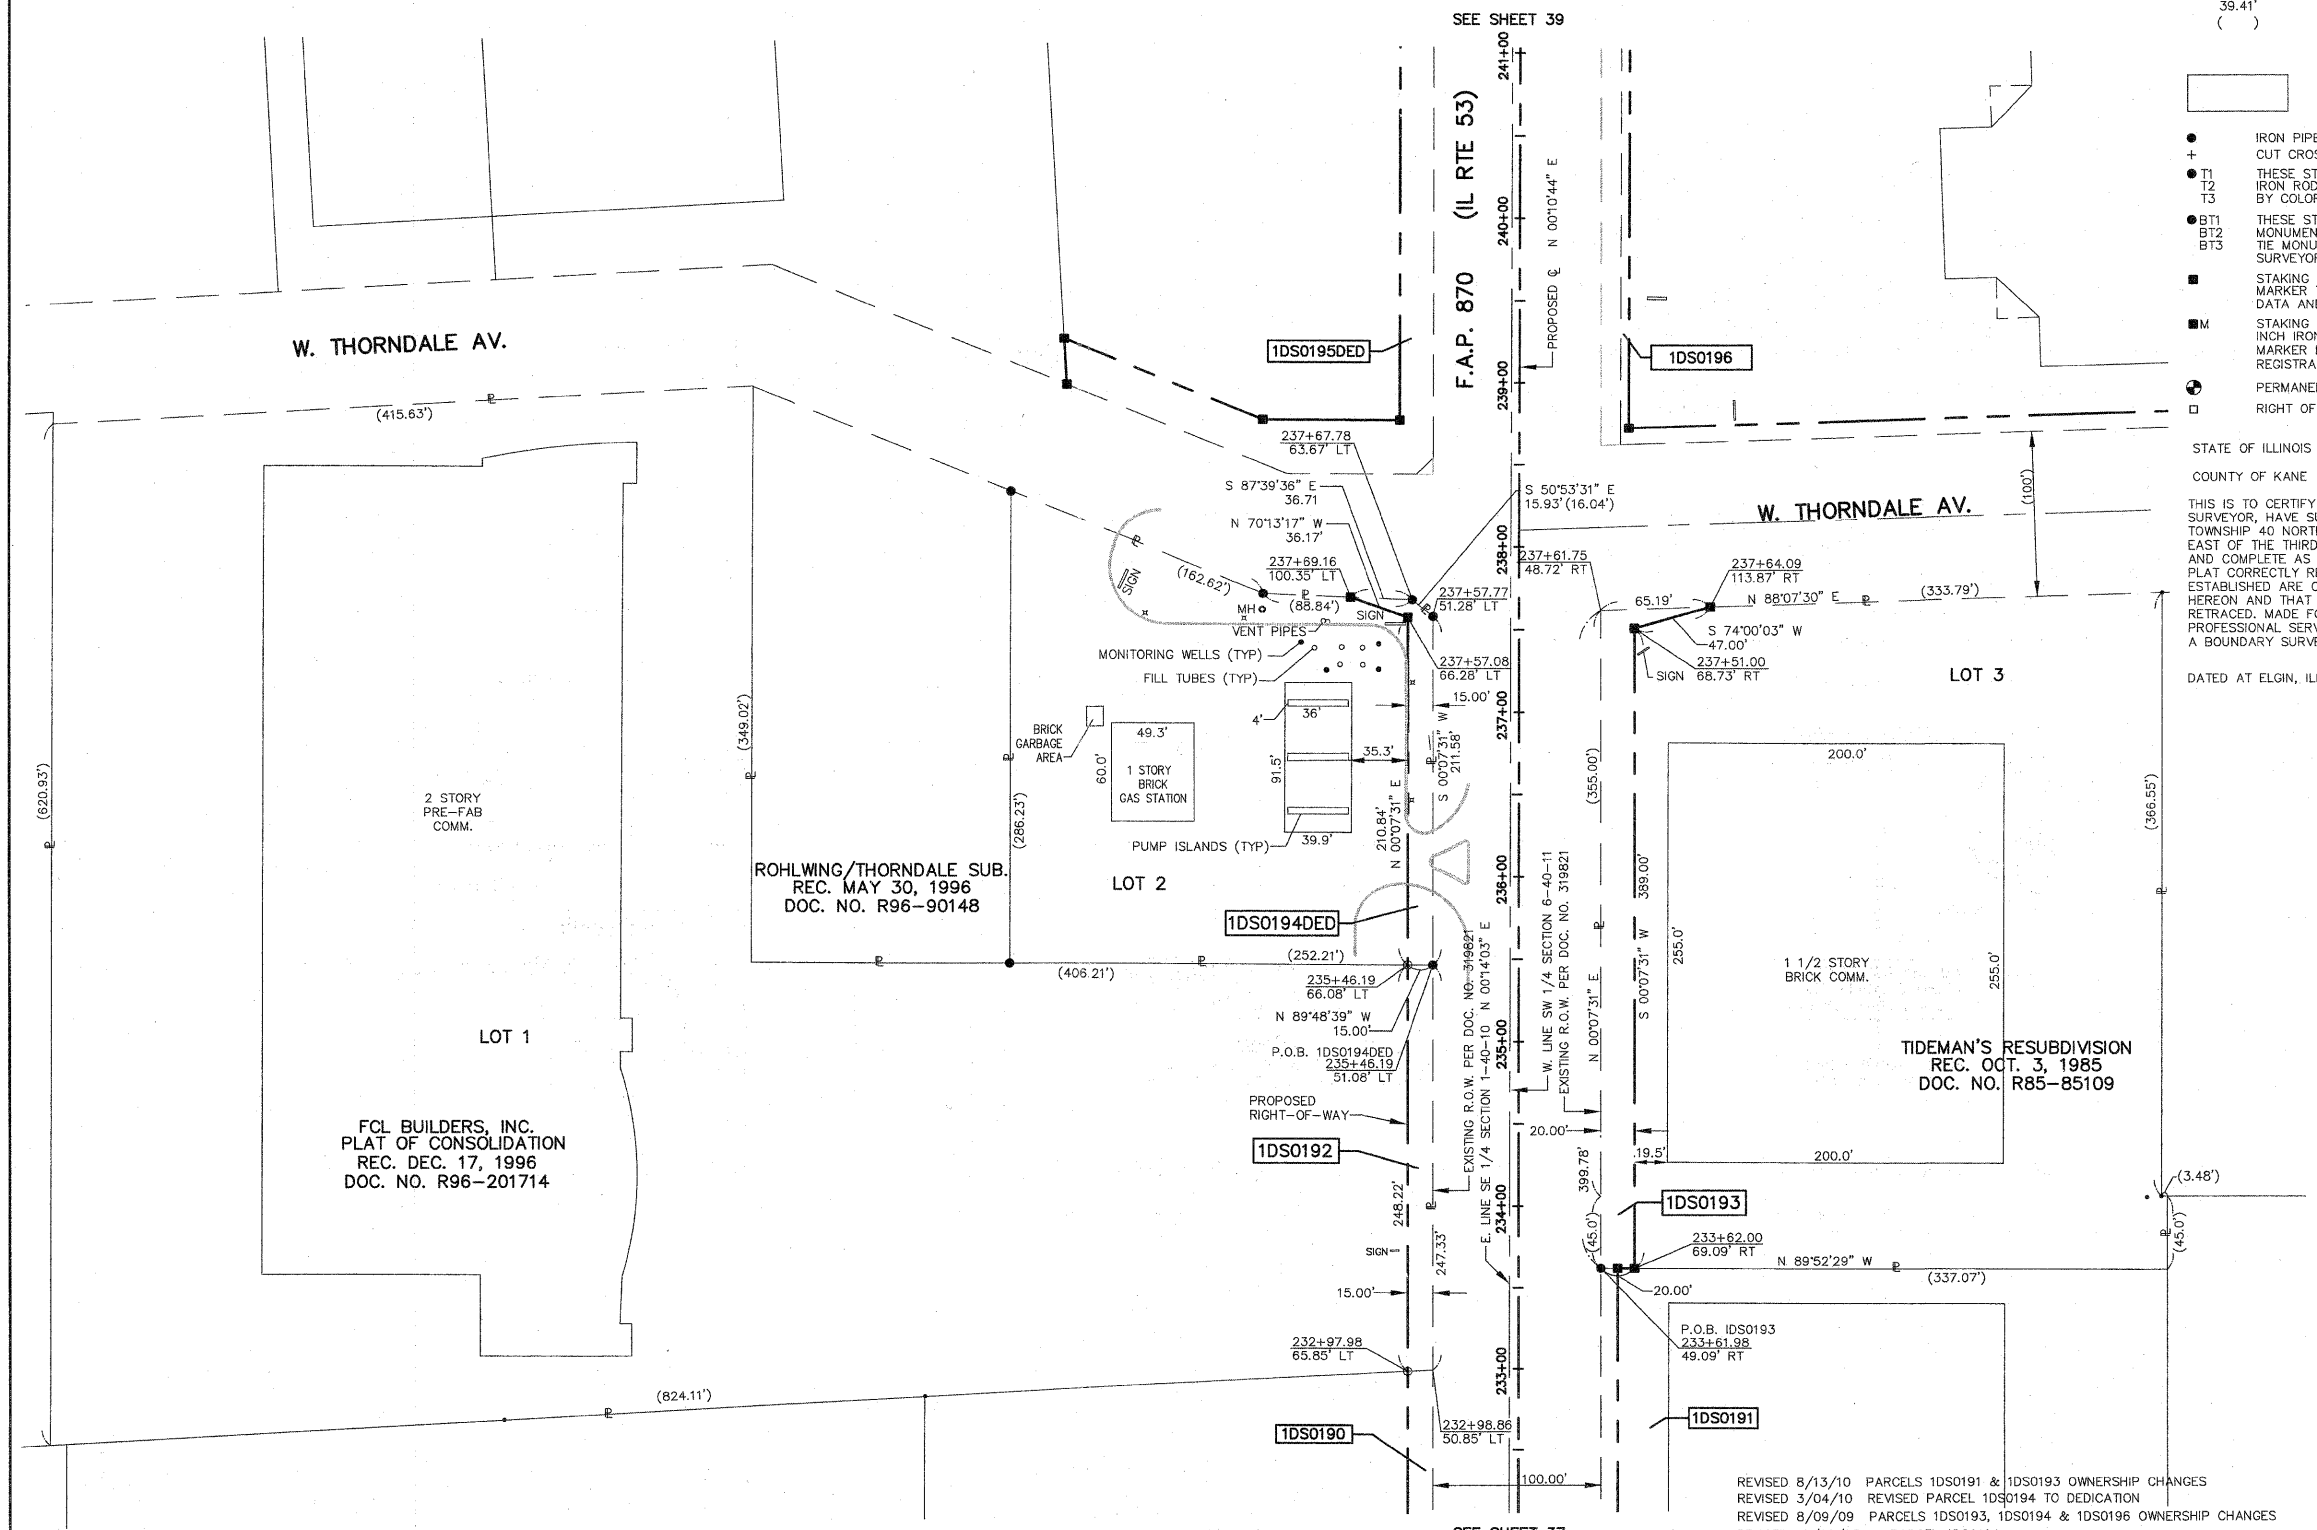 SEE SHEET 39
39.41'
( )
241+00
240+00
239+00
238+00
237+00
236+00
235+00
234+00
233+00
F.A.P. 870 (IL RTE 53)
PROPOSED ℄ N 00°10'44" E
W. THORNDALE AV.
(415.63')
℄
1DS0195DED
1DS0196
237+67.78
63.67' LT
S 87°39'36" E
36.71
N 70°13'17" W
36.17'
237+69.16
100.35' LT
(88.84')
(162.62')
SIGN
MH
SIGN
VENT PIPES
MONITORING WELLS (TYP)
FILL TUBES (TYP)
S 50°53'31" E
15.93' (16.04')
237+57.77
51.28' LT
237+57.08
66.28' LT
15.00'
237+61.75
48.72' RT
W. THORNDALE AV.
(100')
237+64.09
113.87' RT
65.19'
N 88°07'30" E
(333.79')
S 74°00'03" W
47.00'
237+51.00
68.73' RT
SIGN
LOT 3
IRON PIPE
CUT CROS
T1 THESE ST
T2 IRON ROD
T3 BY COLOR
BT1 THESE ST
BT2 MONUMEN
BT3 TIE MONU
SURVEYOR
STAKING
MARKER
DATA AND
M STAKING
INCH IRON
MARKER
REGISTRA
PERMANE
RIGHT OF
STATE OF ILLINOIS
COUNTY OF KANE
THIS IS TO CERTIFY
SURVEYOR, HAVE SU
TOWNSHIP 40 NORTH
EAST OF THE THIRD
AND COMPLETE AS
PLAT CORRECTLY RE
ESTABLISHED ARE O
HEREON AND THAT
RETRACED. MADE FO
PROFESSIONAL SERV
A BOUNDARY SURVE
DATED AT ELGIN, ILL
(620.93')
2 STORY
PRE-FAB
COMM.
(349.02')
(286.23')
BRICK
GARBAGE
AREA
49.3'
60.0'
1 STORY
BRICK
GAS STATION
4'
36'
91.5'
35.3'
39.9'
PUMP ISLANDS (TYP)
210.84'
N 00°07'31" E
S 00°07'31" W
211.58'
ROHLWING/THORNDALE SUB.
REC. MAY 30, 1996
DOC. NO. R96-90148
LOT 2
1DS0194DED
(406.21')
(252.21')
235+46.19
66.08' LT
N 89°48'39" W
15.00'
P.O.B. 1DS0194DED
235+46.19
51.08' LT
PROPOSED
RIGHT-OF-WAY
1DS0192
EXISTING R.O.W. PER DOC. NO. 319821
E. LINE SE 1/4 SECTION 1-40-10 N 00°14'03" E
W. LINE SW 1/4 SECTION 6-40-11
EXISTING R.O.W. PER DOC. NO. 319821
N 00°07'31" E
(355.00')
399.78'
S 00°07'31" W 389.00'
200.0'
255.0'
1 1/2 STORY
BRICK COMM.
255.0'
200.0'
(366.55')
TIDEMAN'S RESUBDIVISION
REC. OCT. 3, 1985
DOC. NO. R85-85109
20.00'
19.5'
(3.48')
(45.0')
1DS0193
(45.0')
233+62.00
69.09' RT
N 89°52'29" W
(337.07')
20.00'
P.O.B. IDS0193
233+61.98
49.09' RT
1DS0191
LOT 1
FCL BUILDERS, INC.
PLAT OF CONSOLIDATION
REC. DEC. 17, 1996
DOC. NO. R96-201714
(824.11')
248.22'
247.33'
SIGN
15.00'
232+97.98
65.85' LT
232+98.86
50.85' LT
1DS0190
100.00'
REVISED 8/13/10 PARCELS 1DS0191 & 1DS0193 OWNERSHIP CHANGES
REVISED 3/04/10 REVISED PARCEL 1DS0194 TO DEDICATION
REVISED 8/09/09 PARCELS 1DS0193, 1DS0194 & 1DS0196 OWNERSHIP CHANGES
SEE SHEET 37